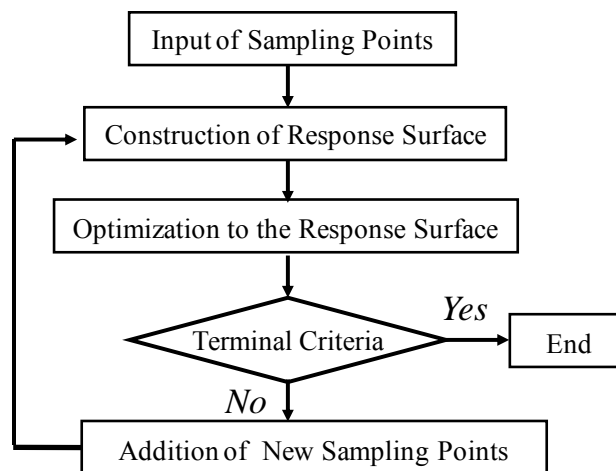 Input of Sampling Points
Construction of Response Surface
Optimization to the Response Surface
Terminal Criteria
Yes
End
No
Addition of New Sampling Points